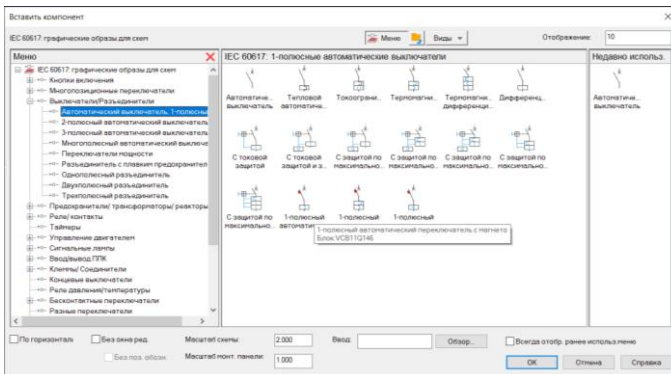 Вставить компонент
IEC 60617: графические образы для схем
Меню
Виды
Отображение:
10
Меню
IEC 60617: графические образы для схем
Кнопки включения
Многопозиционные переключатели
Выключатели/Разъединители
Автоматический выключатель, 1-полюсны
2-полюсный автоматический выключатель
3-полюсный автоматический выключатель
Многополюсный автоматический выключе
Переключатели мощности
Разъединитель с плавким предохранител
Однополюсный разъединитель
Двухполюсный разъединитель
Трехполюсный разъединитель
Предохранители/ трансформаторы/ реакторы
Реле/ контакты
Таймеры
Управление двигателем
Сигнальные лампы
Ввод/вывод ПЛК
Клеммы/ Соединители
Концевые выключатели
Реле давления/температуры
Бесконтактные переключатели
Разные переключатели
IEC 60617: 1-полюсные автоматические выключатели
Автоматиче... Тепловой Токоограни... Термомагни... Термомагни... Дифференц...
выключатель автоматиче... дифференци...
С токовой С токовой С защитой по С защитой по С защитой по С защитой по
защитой защитой и з... максимально... максимально... максимально... максимально...
С защитой по 1-полюсный 1-полюсный 1-полюсный
максимально... автомати
1-полюсный автоматический переключатель с магнето
Блок:VCB11Q146
Недавно использ.
Автоматиче...
выключатель
По горизонтали
Без окна ред.
Масштаб схемы:
2.000
Ввод:
Обзор...
Всегда отобр. ранее использ.меню
Без поз. обозн.
Масштаб монт. панели:
1.000
OK
Отмена
Справка